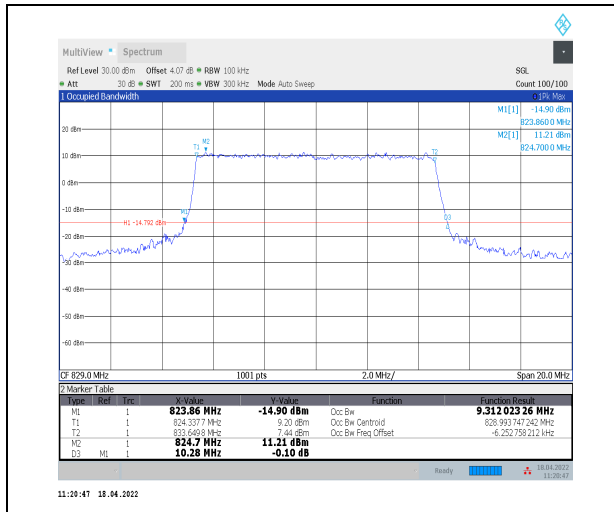 MultiView Spectrum
Ref Level 30.00 dBm Offset 4.07 dB RBW 100 kHz SGL
Att 30 dB SWT 200 ms VBW 300 kHz Mode Auto Sweep Count 100/100
1 Occupied Bandwidth 1Pk Max
M1[1] -14.90 dBm
823.8600 MHz
M2[1] 11.21 dBm
824.7000 MHz
20 dBm
T1 M2 T2
10 dBm
0 dBm
-10 dBm
M1
H1 -14.792 dBm D3
-20 dBm
-30 dBm
-40 dBm
-50 dBm
-60 dBm
CF 829.0 MHz 1001 pts 2.0 MHz/ Span 20.0 MHz
2 Marker Table
Type Ref Trc X-Value Y-Value Function Function Result
M1 1 823.86 MHz -14.90 dBm Occ Bw 9.312 023 26 MHz
T1 1 824.3377 MHz 9.20 dBm Occ Bw Centroid 828.993 747 242 MHz
T2 1 833.6498 MHz 7.44 dBm Occ Bw Freq Offset -6.252 758 212 kHz
M2 1 824.7 MHz 11.21 dBm
D3 M1 1 10.28 MHz -0.10 dB
Ready 18.04.2022
11:20:47
11:20:47 18.04.2022